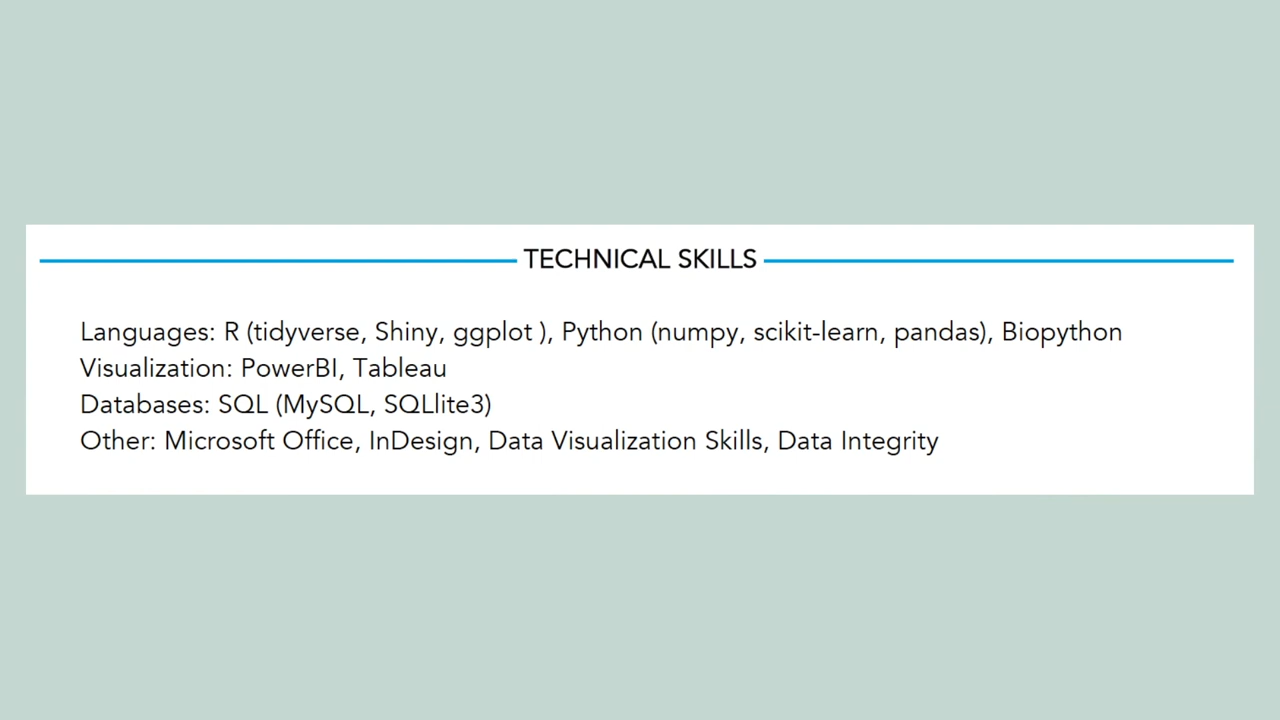 TECHNICAL SKILLS
Languages: R (tidyverse, Shiny, ggplot ), Python (numpy, scikit-learn, pandas), Biopython
Visualization: PowerBI, Tableau
Databases: SQL (MySQL, SQLlite3)
Other: Microsoft Office, InDesign, Data Visualization Skills, Data Integrity